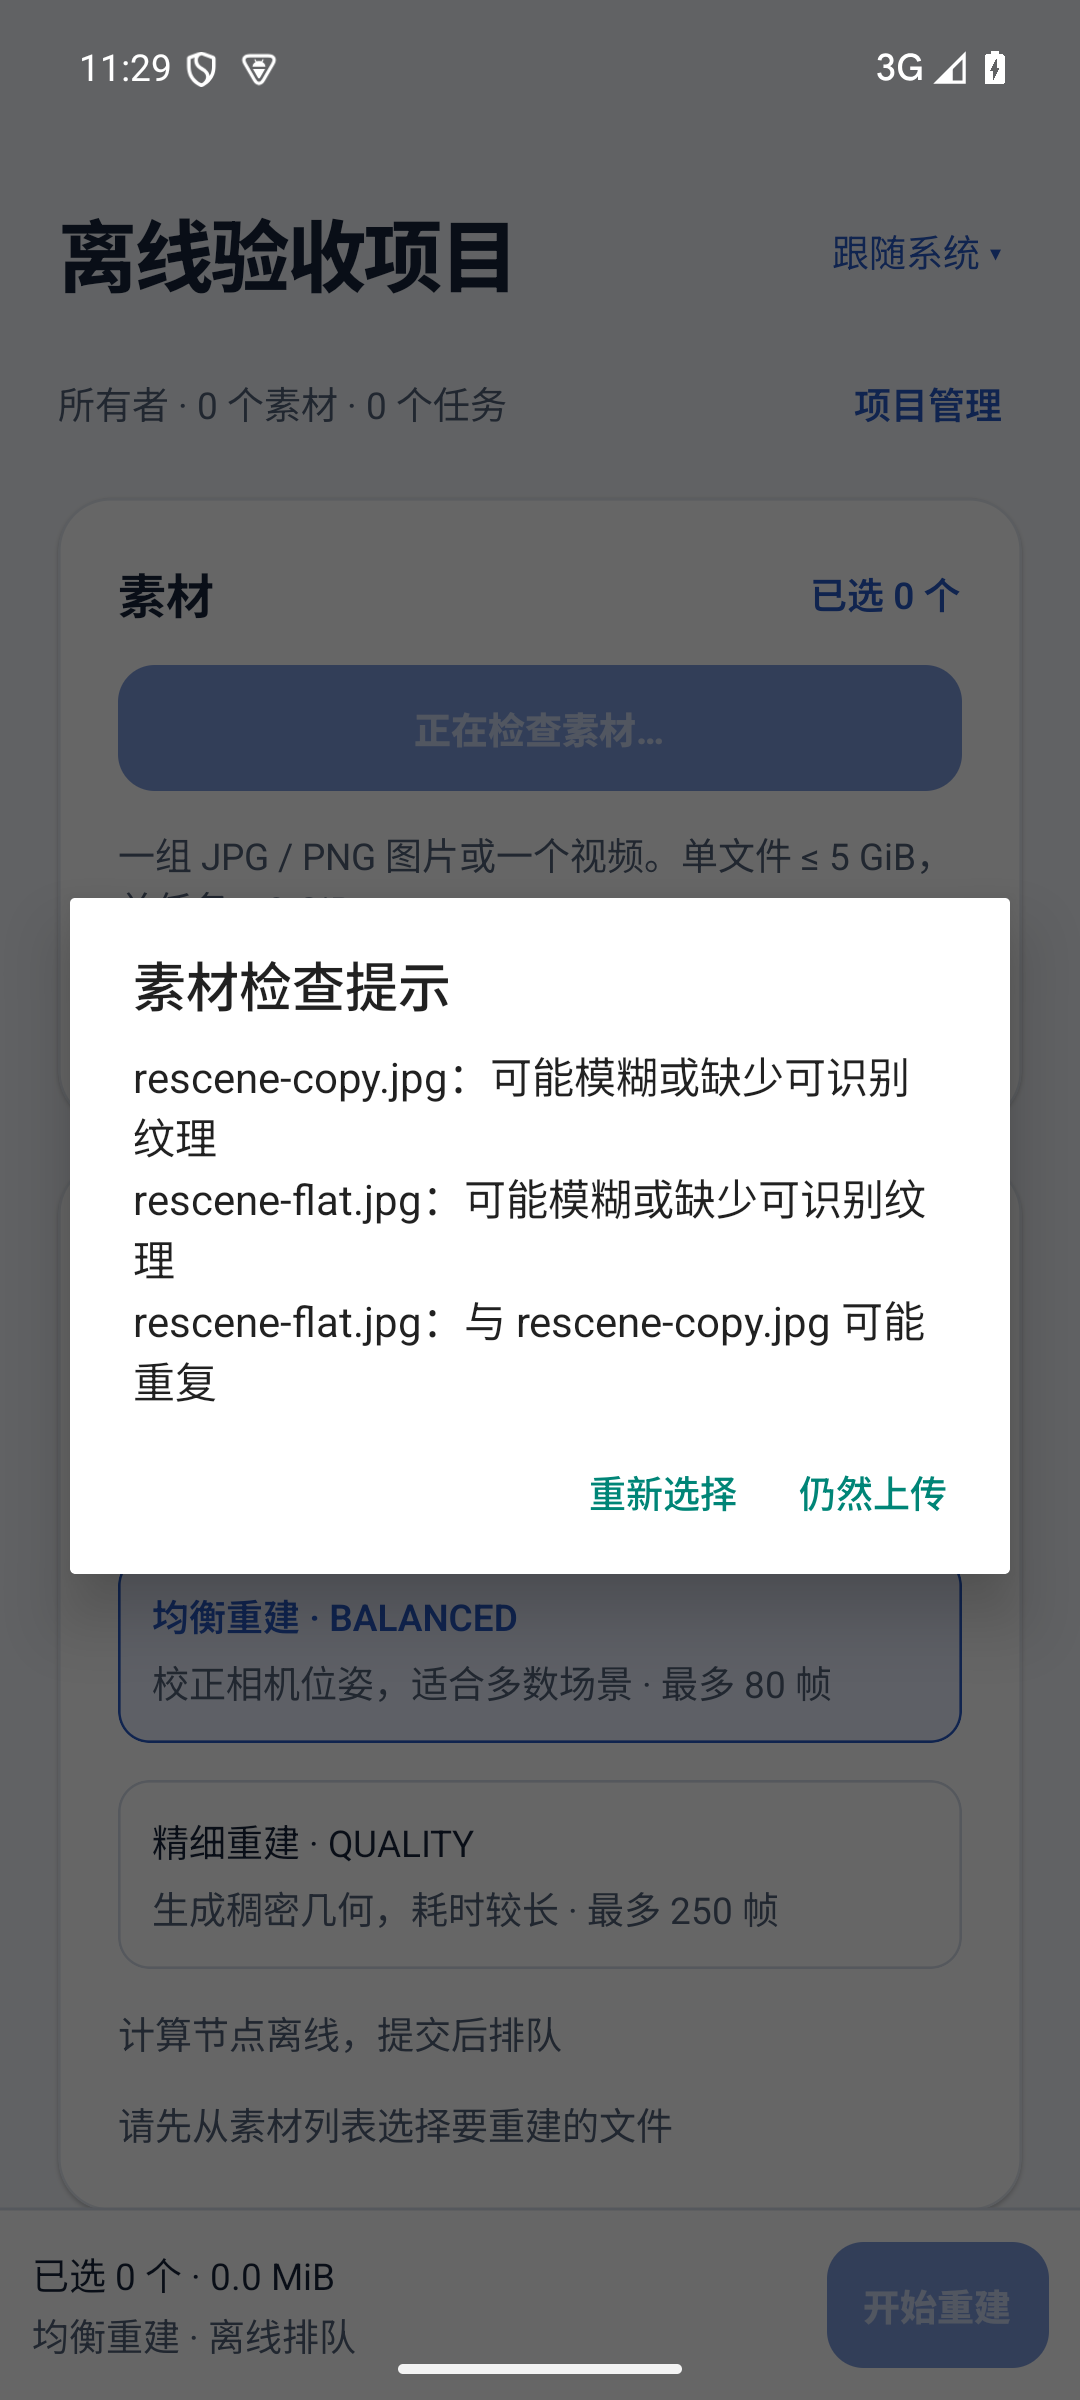 11:29
3G
离线验收项目
跟随系统 ▾
所有者 · 0 个素材 · 0 个任务
项目管理
素材
已选 0 个
正在检查素材...
一组 JPG / PNG 图片或一个视频。单文件 ≤ 5 GiB，
素材检查提示
rescene-copy.jpg：可能模糊或缺少可识别
纹理
rescene-flat.jpg：可能模糊或缺少可识别纹
理
rescene-flat.jpg：与 rescene-copy.jpg 可能
重复
重新选择
仍然上传
均衡重建 · BALANCED
校正相机位姿，适合多数场景 · 最多 80 帧
精细重建 · QUALITY
生成稠密几何，耗时较长 · 最多 250 帧
计算节点离线，提交后排队
请先从素材列表选择要重建的文件
已选 0 个 · 0.0 MiB
均衡重建 · 离线排队
开始重建